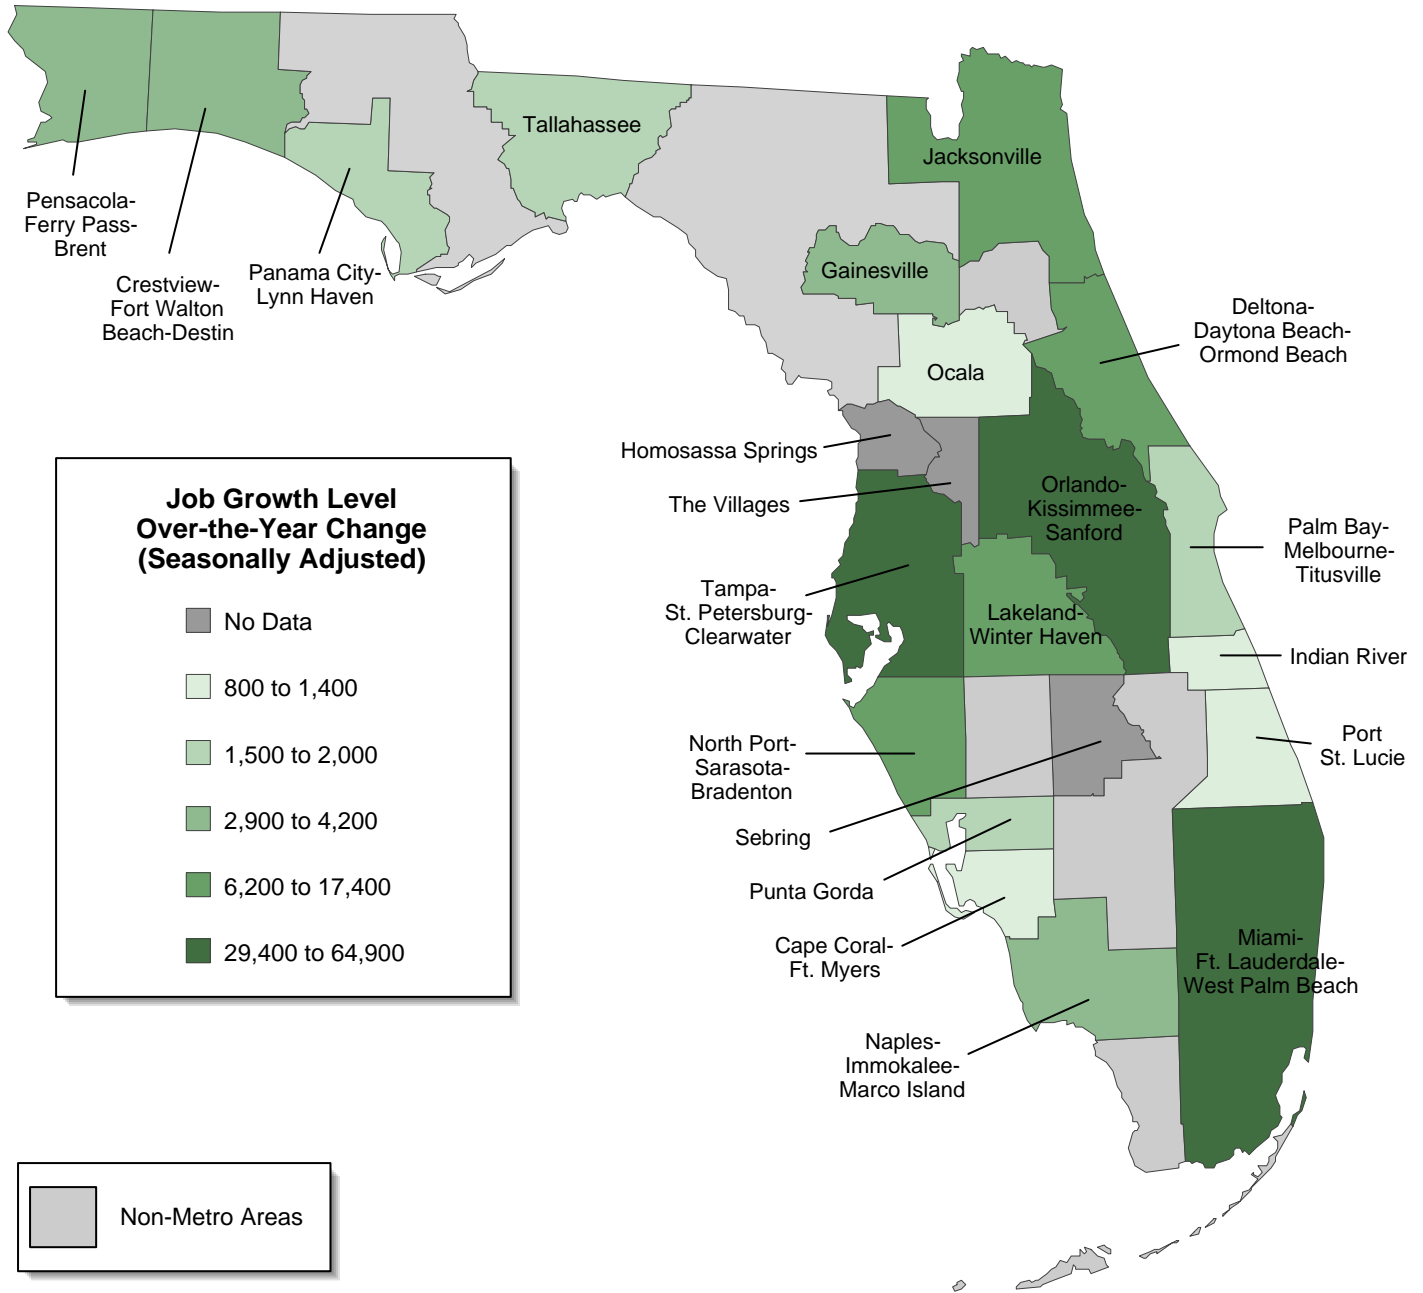 Tallahassee
Jacksonville
Pensacola-
Ferry Pass-
Brent
Crestview-
Fort Walton
Beach-Destin
Panama City-
Lynn Haven
Gainesville
Deltona-
Daytona Beach-
Ormond Beach
Ocala
Homosassa Springs
The Villages
Orlando-
Kissimmee-
Sanford
Palm Bay-
Melbourne-
Titusville
Tampa-
St. Petersburg-
Clearwater
Lakeland-
Winter Haven
Indian River
North Port-
Sarasota-
Bradenton
Port
St. Lucie
Sebring
Punta Gorda
Cape Coral-
Ft. Myers
Miami-
Ft. Lauderdale-
West Palm Beach
Naples-
Immokalee-
Marco Island
Job Growth Level
Over-the-Year Change
(Seasonally Adjusted)
No Data
800 to 1,400
1,500 to 2,000
2,900 to 4,200
6,200 to 17,400
29,400 to 64,900
Non-Metro Areas